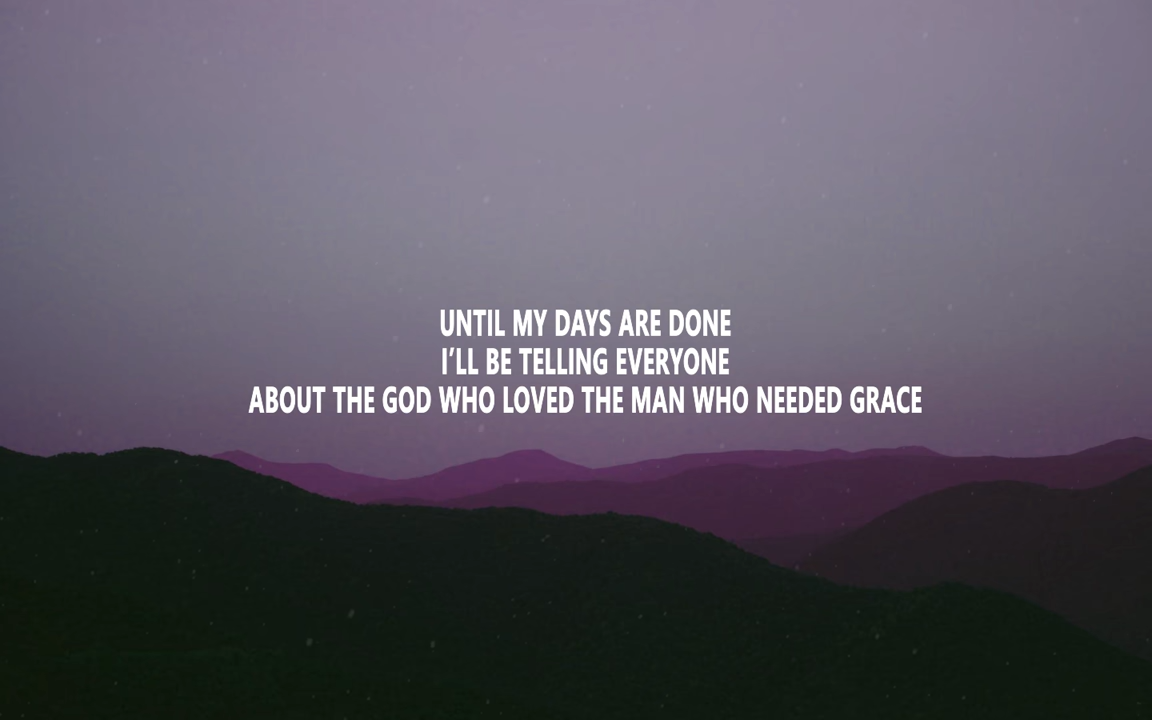 UNTIL MY DAYS ARE DONE
I'LL BE TELLING EVERYONE
ABOUT THE GOD WHO LOVED THE MAN WHO NEEDED GRACE